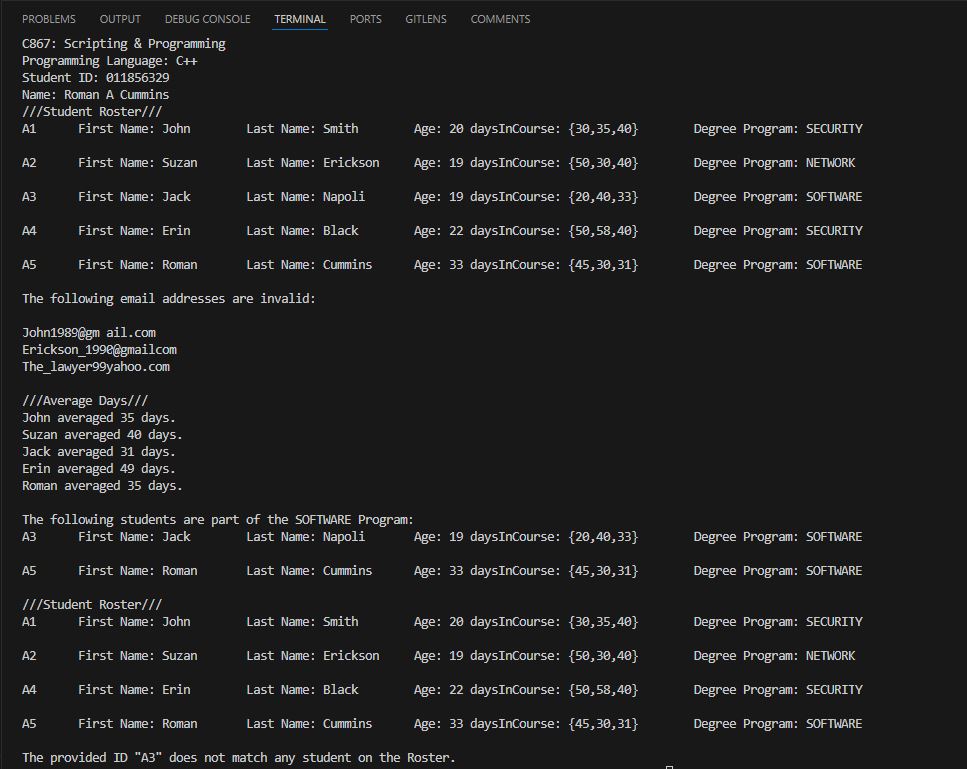 PROBLEMS OUTPUT DEBUG CONSOLE TERMINAL PORTS GITLENS COMMENTS
C867: Scripting & Programming
Programming Language: C++
Student ID: 011856329
Name: Roman A Cummins
///Student Roster///
A1 First Name: John Last Name: Smith Age: 20 daysInCourse: {30,35,40} Degree Program: SECURITY
A2 First Name: Suzan Last Name: Erickson Age: 19 daysInCourse: {50,30,40} Degree Program: NETWORK
A3 First Name: Jack Last Name: Napoli Age: 19 daysInCourse: {20,40,33} Degree Program: SOFTWARE
A4 First Name: Erin Last Name: Black Age: 22 daysInCourse: {50,58,40} Degree Program: SECURITY
A5 First Name: Roman Last Name: Cummins Age: 33 daysInCourse: {45,30,31} Degree Program: SOFTWARE
The following email addresses are invalid:
John1989@gm ail.com
Erickson_1990@gmailcom
The_lawyer99yahoo.com
///Average Days///
John averaged 35 days.
Suzan averaged 40 days.
Jack averaged 31 days.
Erin averaged 49 days.
Roman averaged 35 days.
The following students are part of the SOFTWARE Program:
A3 First Name: Jack Last Name: Napoli Age: 19 daysInCourse: {20,40,33} Degree Program: SOFTWARE
A5 First Name: Roman Last Name: Cummins Age: 33 daysInCourse: {45,30,31} Degree Program: SOFTWARE
///Student Roster///
A1 First Name: John Last Name: Smith Age: 20 daysInCourse: {30,35,40} Degree Program: SECURITY
A2 First Name: Suzan Last Name: Erickson Age: 19 daysInCourse: {50,30,40} Degree Program: NETWORK
A4 First Name: Erin Last Name: Black Age: 22 daysInCourse: {50,58,40} Degree Program: SECURITY
A5 First Name: Roman Last Name: Cummins Age: 33 daysInCourse: {45,30,31} Degree Program: SOFTWARE
The provided ID "A3" does not match any student on the Roster.